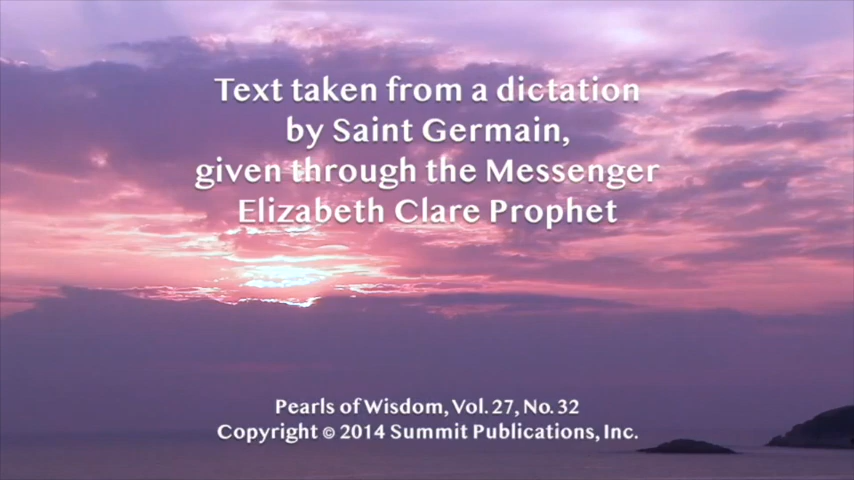 Text taken from a dictation
by Saint Germain,
given through the Messenger
Elizabeth Clare Prophet
Pearls of Wisdom, Vol. 27, No. 32
Copyright © 2014 Summit Publications, Inc.